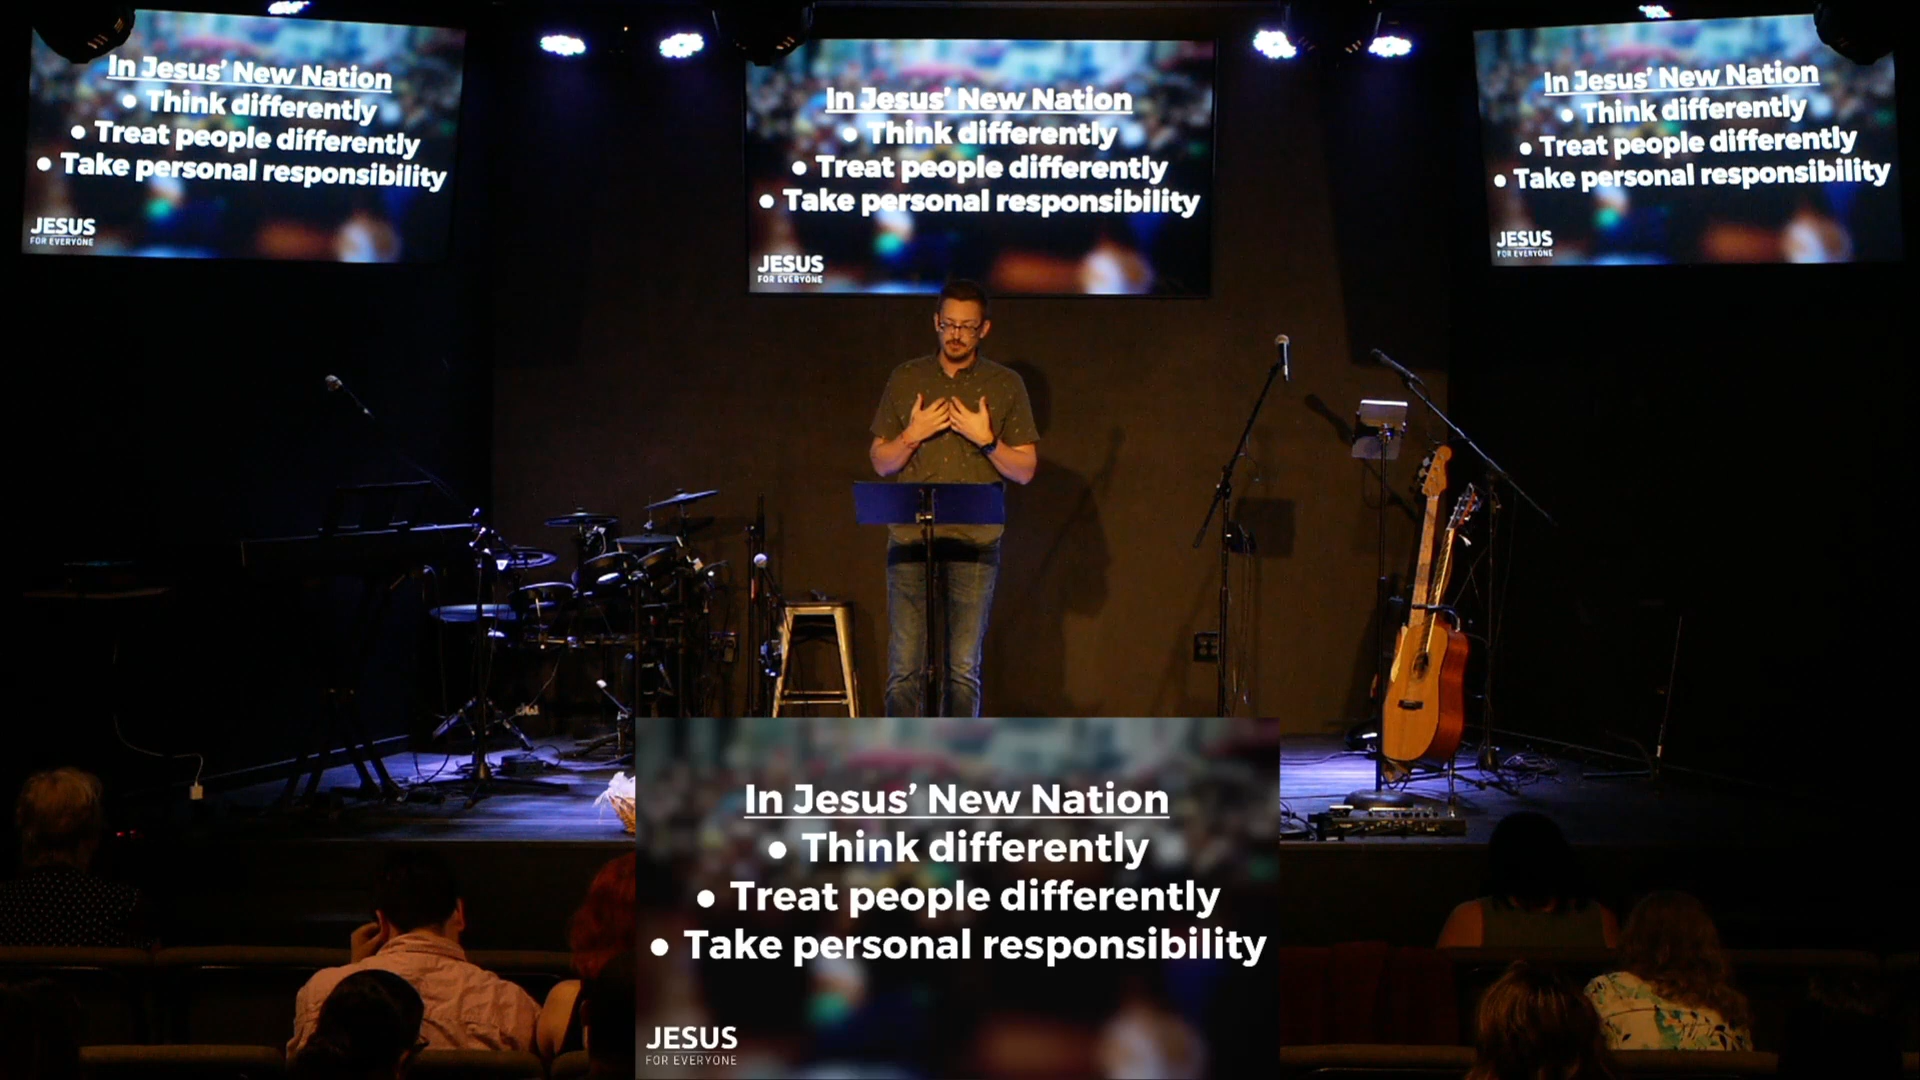 In Jesus’ New Nation
● Think differently
● Treat people differently
● Take personal responsibility
JESUS
FOR EVERYONE
In Jesus’ New Nation
● Think differently
● Treat people differently
● Take personal responsibility
JESUS
FOR EVERYONE
In Jesus’ New Nation
● Think differently
● Treat people differently
● Take personal responsibility
JESUS
FOR EVERYONE
In Jesus’ New Nation
● Think differently
● Treat people differently
● Take personal responsibility
JESUS
FOR EVERYONE